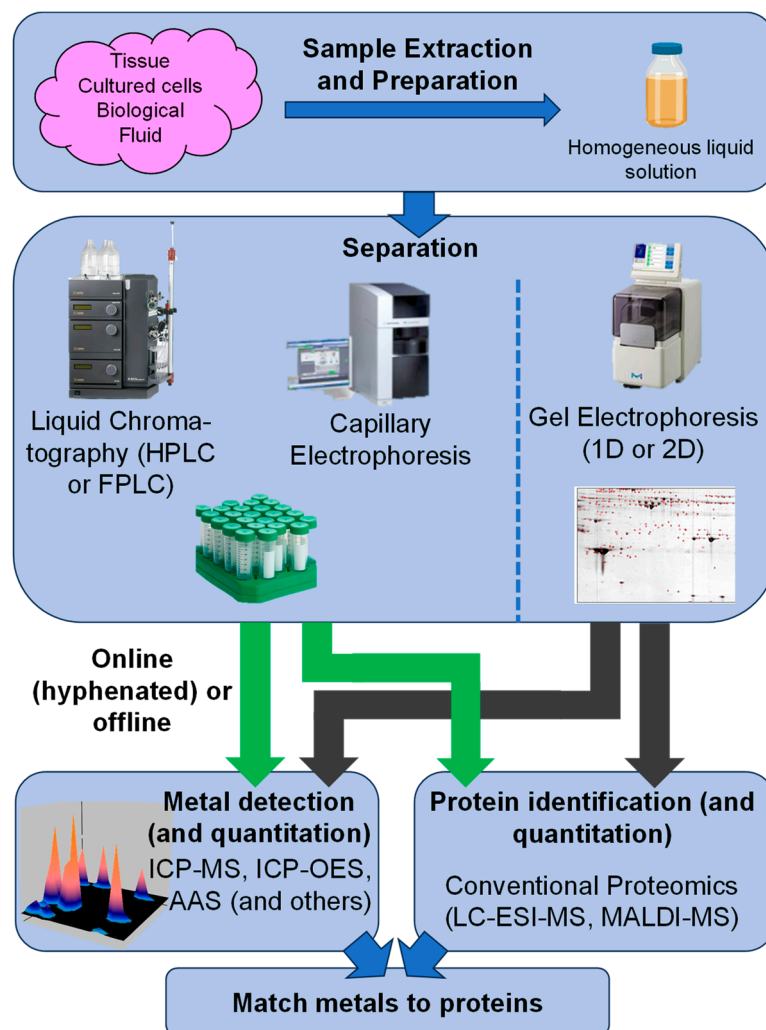 Tissue
Cultured cells
Biological
Fluid
Sample Extraction
and Preparation
Homogeneous liquid
solution
Separation
Liquid Chroma-
tography (HPLC
or FPLC)
Capillary
Electrophoresis
Gel Electrophoresis
(1D or 2D)
Online
(hyphenated) or
offline
Metal detection
(and quantitation)
ICP-MS, ICP-OES,
AAS (and others)
Protein identification (and
quantitation)
Conventional Proteomics
(LC-ESI-MS, MALDI-MS)
Match metals to proteins